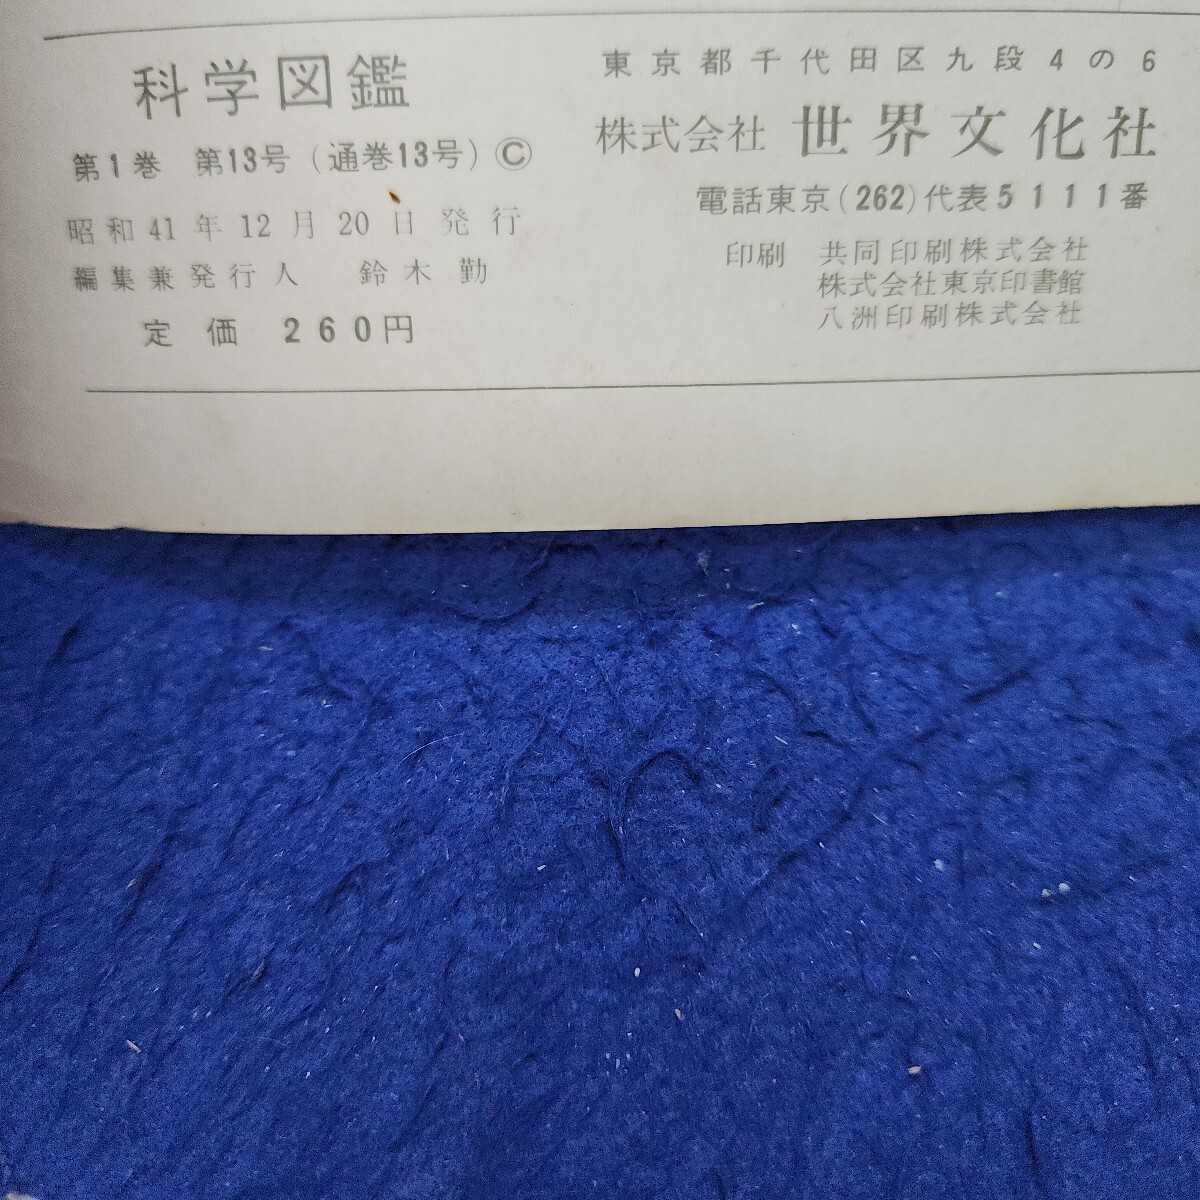 科学図鑑
第1巻 第13号(通巻13号)Ⓒ
昭和41年12月20日発行
編集兼発行人 鈴木勤
定価 260円
東京都千代田区九段4の6
株式会社 世界文化社
電話東京(262)代表5111番
印刷 共同印刷株式会社
株式会社東京印書館
八洲印刷株式会社